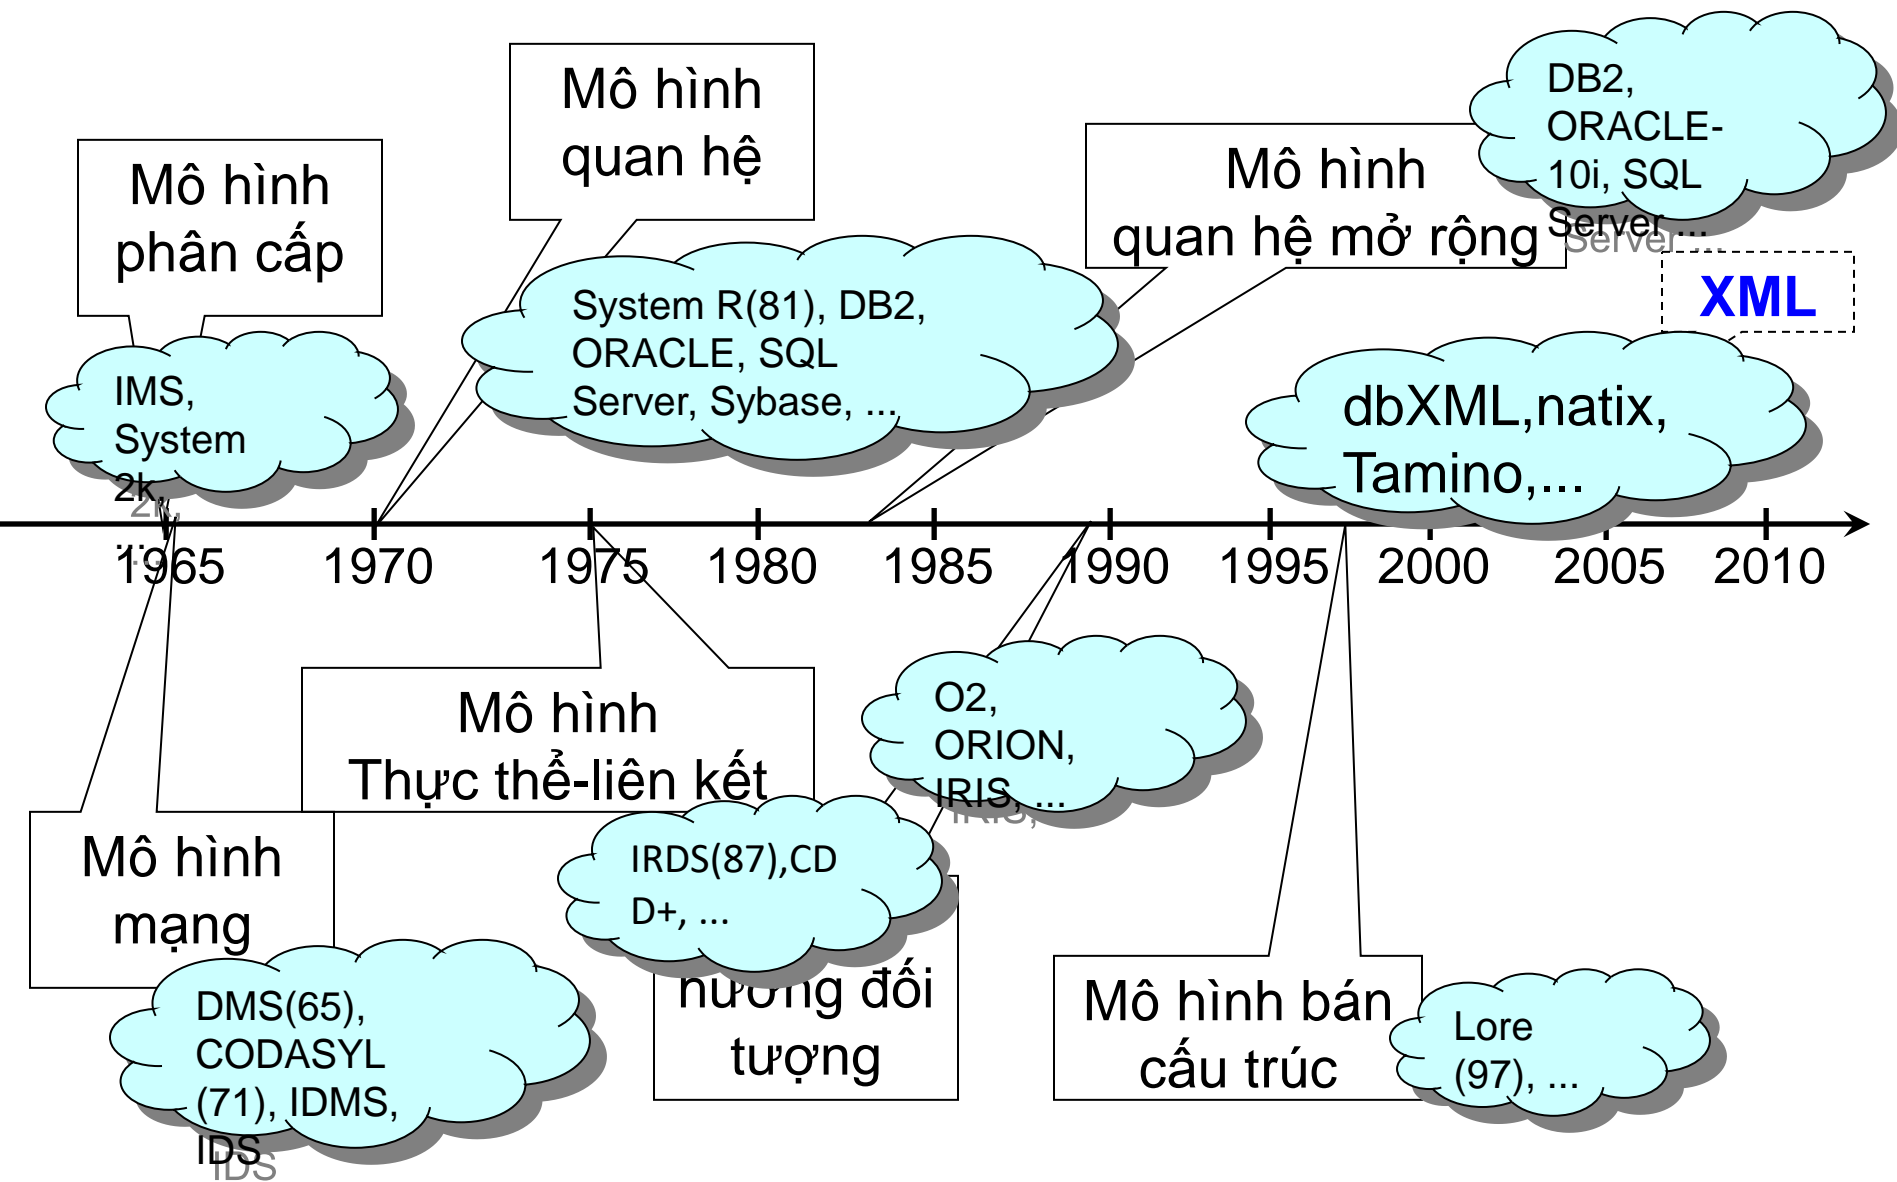 Mô hình
phân cấp
IMS,
System
2k,
...
Mô hình
quan hệ
System R(81), DB2,
ORACLE, SQL
Server, Sybase, ...
Mô hình
quan hệ mở rộng
DB2,
ORACLE-
10i, SQL
Server ...
XML
dbXML,natix,
Tamino,...
1965 1970 1975 1980 1985 1990 1995 2000 2005 2010
Mô hình
mạng
DMS(65),
CODASYL
(71), IDMS,
IDS
Mô hình
Thực thể-liên kết
IRDS(87),CD
D+, ...
O2,
ORION,
IRIS, ...
hướng đối
tượng
Mô hình bán
cấu trúc
Lore
(97), ...